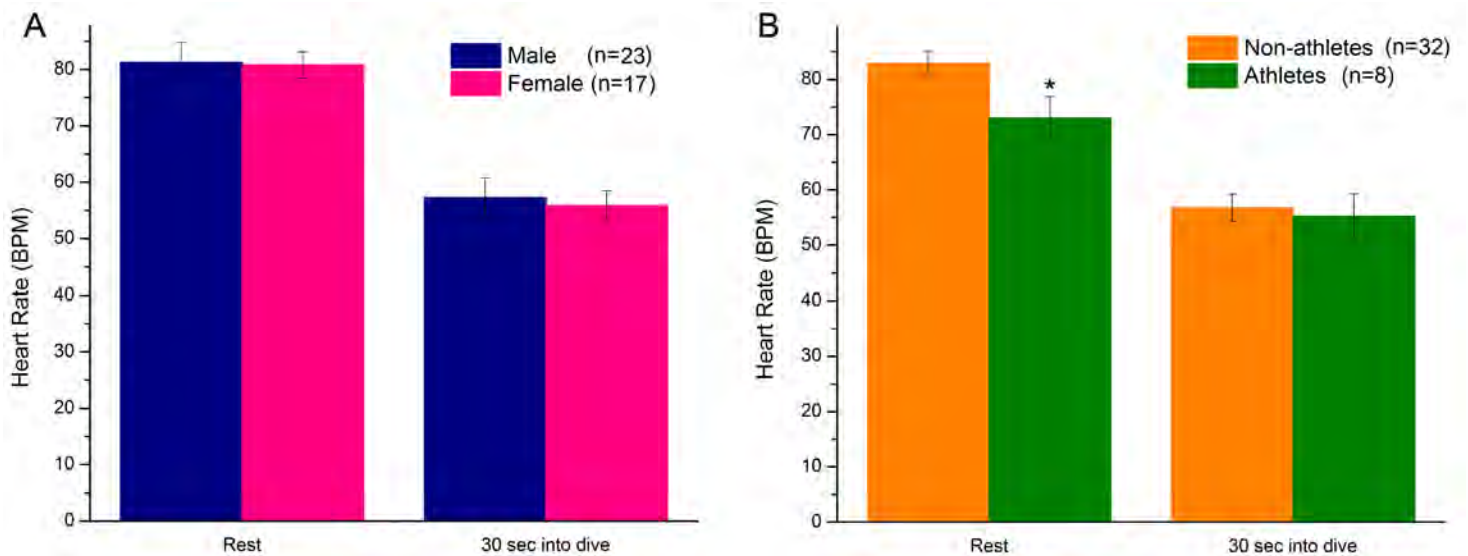 A
Male (n=23)
Female (n=17)
Heart Rate (BPM)
80
70
60
50
40
30
20
10
0
Rest
30 sec into dive
B
Non-athletes (n=32)
Athletes (n=8)
*
Heart Rate (BPM)
80
70
60
50
40
30
20
10
0
Rest
30 sec into dive